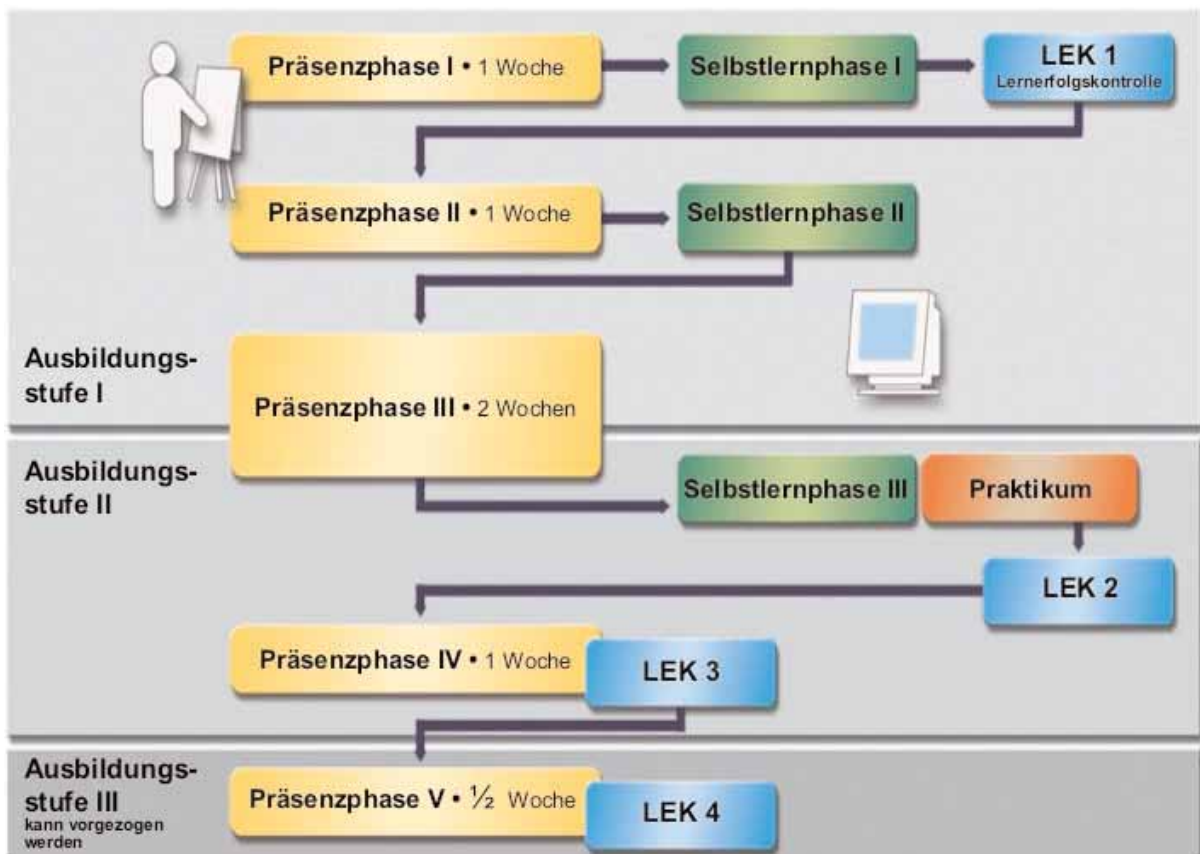 Präsenzphase I • 1 Woche
Selbstlernphase I
LEK 1
Lernerfolgskontrolle
Präsenzphase II • 1 Woche
Selbstlernphase II
Ausbildungs-
stufe I
Präsenzphase III • 2 Wochen
Ausbildungs-
stufe II
Selbstlernphase III
Praktikum
LEK 2
Präsenzphase IV • 1 Woche
LEK 3
Ausbildungs-
stufe III
kann vorgezogen
werden
Präsenzphase V • ½ Woche
LEK 4